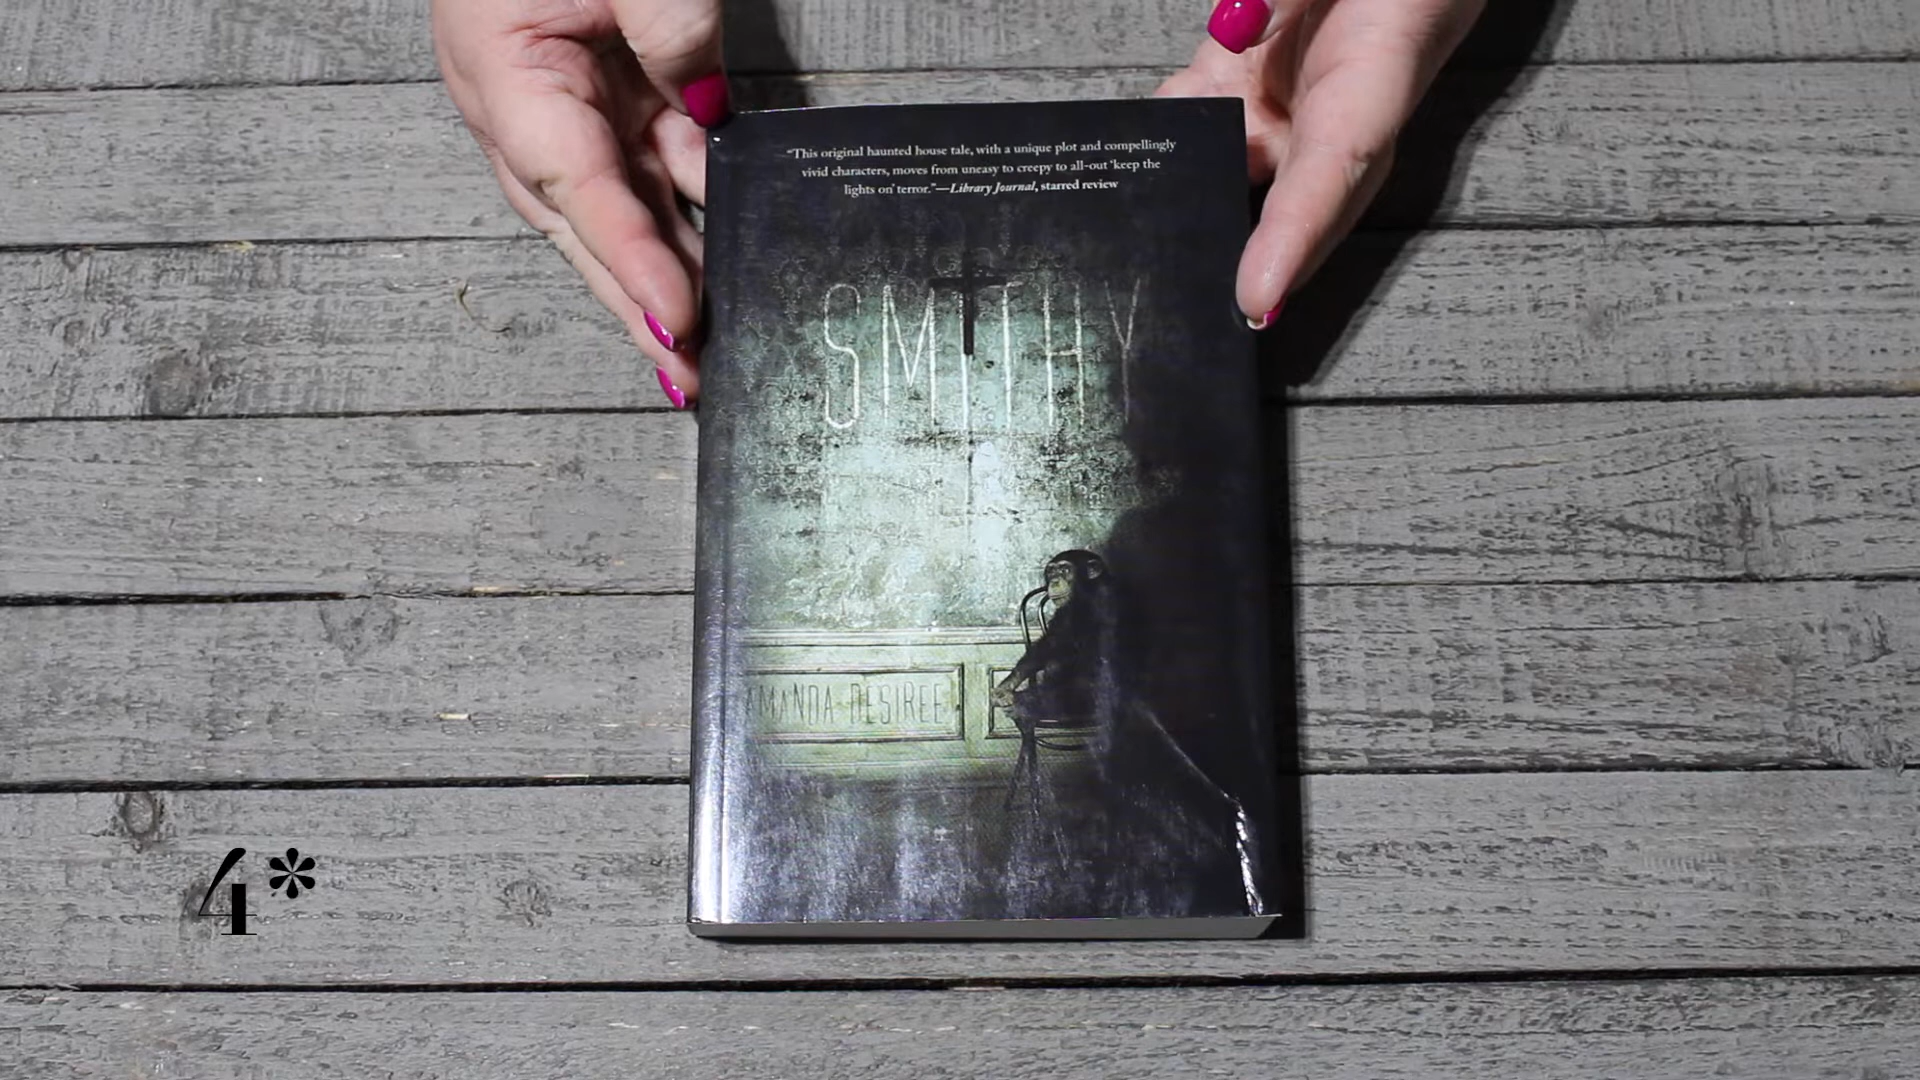 “This original haunted house tale, with a unique plot and compellingly
vivid characters, moves from uneasy to creepy to all-out ‘keep the
lights on’ terror.”—Library Journal, starred review
SMITHY
AMANDA DESIREE
4*